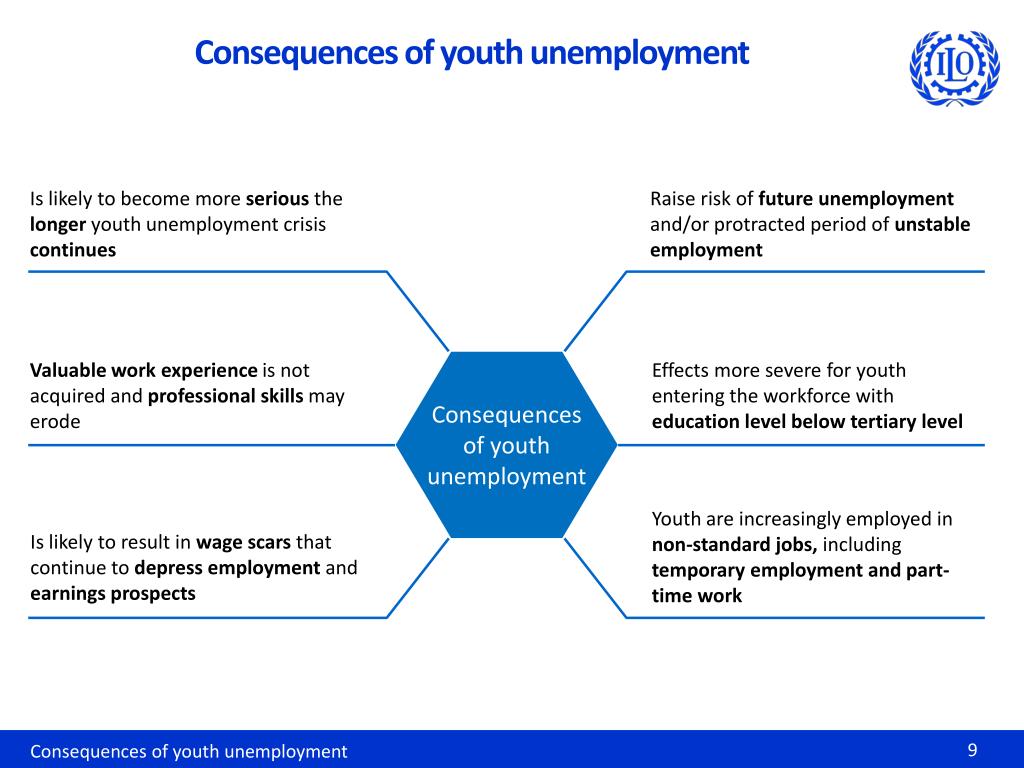 Consequences of youth unemployment
ILO
Is likely to become more serious the
longer youth unemployment crisis
continues
Raise risk of future unemployment
and/or protracted period of unstable
employment
Valuable work experience is not
acquired and professional skills may
erode
Effects more severe for youth
entering the workforce with
education level below tertiary level
Consequences
of youth
unemployment
Is likely to result in wage scars that
continue to depress employment and
earnings prospects
Youth are increasingly employed in
non-standard jobs, including
temporary employment and part-
time work
Consequences of youth unemployment
9